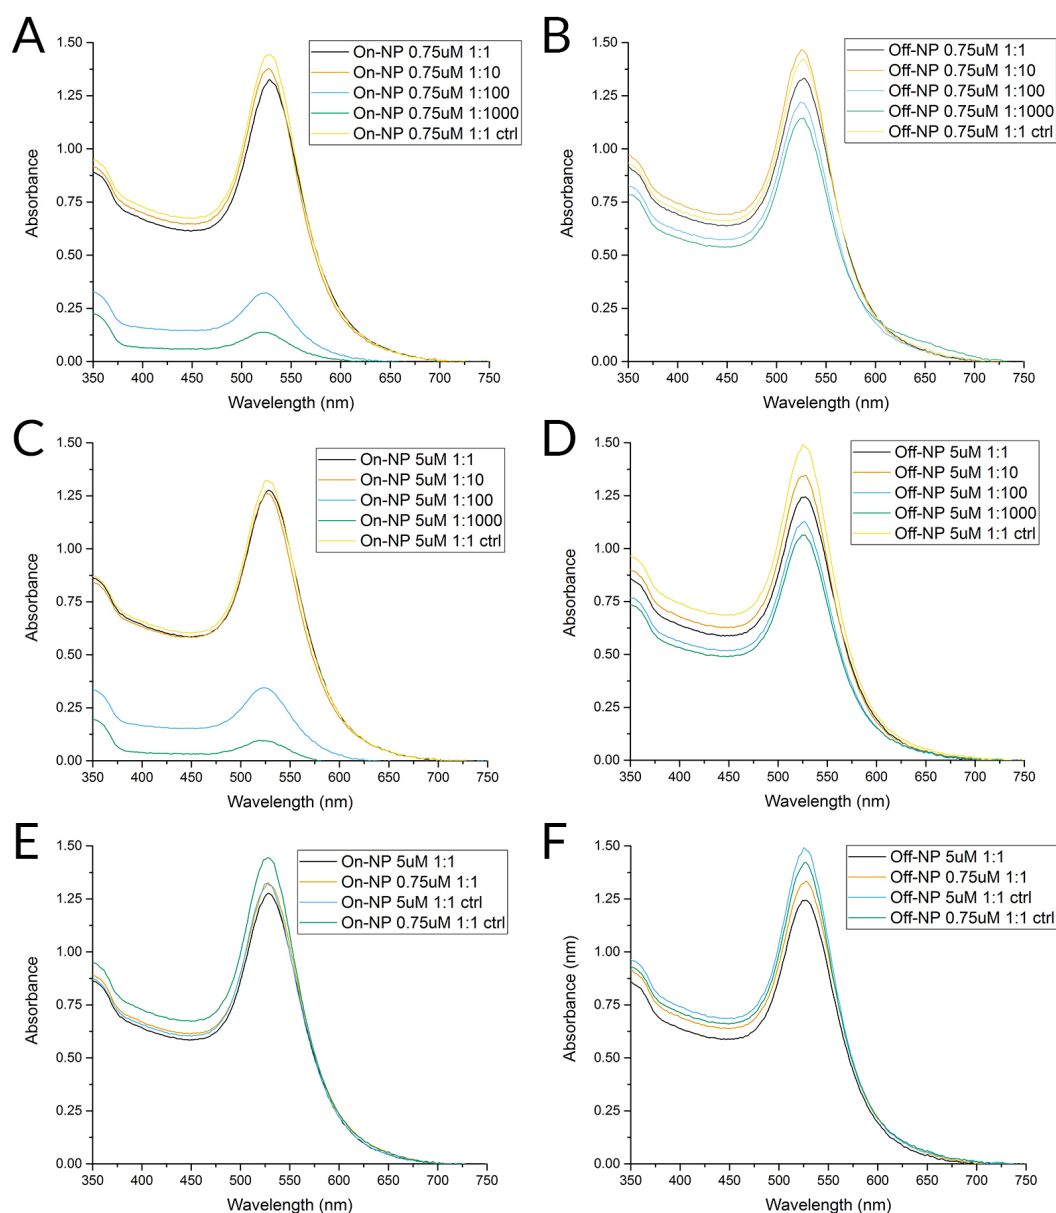 A
On-NP 0.75uM 1:1
On-NP 0.75uM 1:10
On-NP 0.75uM 1:100
On-NP 0.75uM 1:1000
On-NP 0.75uM 1:1 ctrl
1.50
1.25
1.00
0.75
0.50
0.25
0.00
Absorbance
350 400 450 500 550 600 650 700 750
Wavelength (nm)
B
Off-NP 0.75uM 1:1
Off-NP 0.75uM 1:10
Off-NP 0.75uM 1:100
Off-NP 0.75uM 1:1000
Off-NP 0.75uM 1:1 ctrl
1.50
1.25
1.00
0.75
0.50
0.25
0.00
Absorbance
350 400 450 500 550 600 650 700 750
Wavelength (nm)
C
On-NP 5uM 1:1
On-NP 5uM 1:10
On-NP 5uM 1:100
On-NP 5uM 1:1000
On-NP 5uM 1:1 ctrl
1.50
1.25
1.00
0.75
0.50
0.25
0.00
Absorbance
350 400 450 500 550 600 650 700 750
Wavelength (nm)
D
Off-NP 5uM 1:1
Off-NP 5uM 1:10
Off-NP 5uM 1:100
Off-NP 5uM 1:1000
Off-NP 5uM 1:1 ctrl
1.50
1.25
1.00
0.75
0.50
0.25
0.00
Absorbance
350 400 450 500 550 600 650 700 750
Wavelength (nm)
E
On-NP 5uM 1:1
On-NP 0.75uM 1:1
On-NP 5uM 1:1 ctrl
On-NP 0.75uM 1:1 ctrl
1.50
1.25
1.00
0.75
0.50
0.25
0.00
Absorbance
350 400 450 500 550 600 650 700 750
Wavelength (nm)
F
Off-NP 5uM 1:1
Off-NP 0.75uM 1:1
Off-NP 5uM 1:1 ctrl
Off-NP 0.75uM 1:1 ctrl
1.50
1.25
1.00
0.75
0.50
0.25
0.00
Absorbance (nm)
350 400 450 500 550 600 650 700 750
Wavelength (nm)